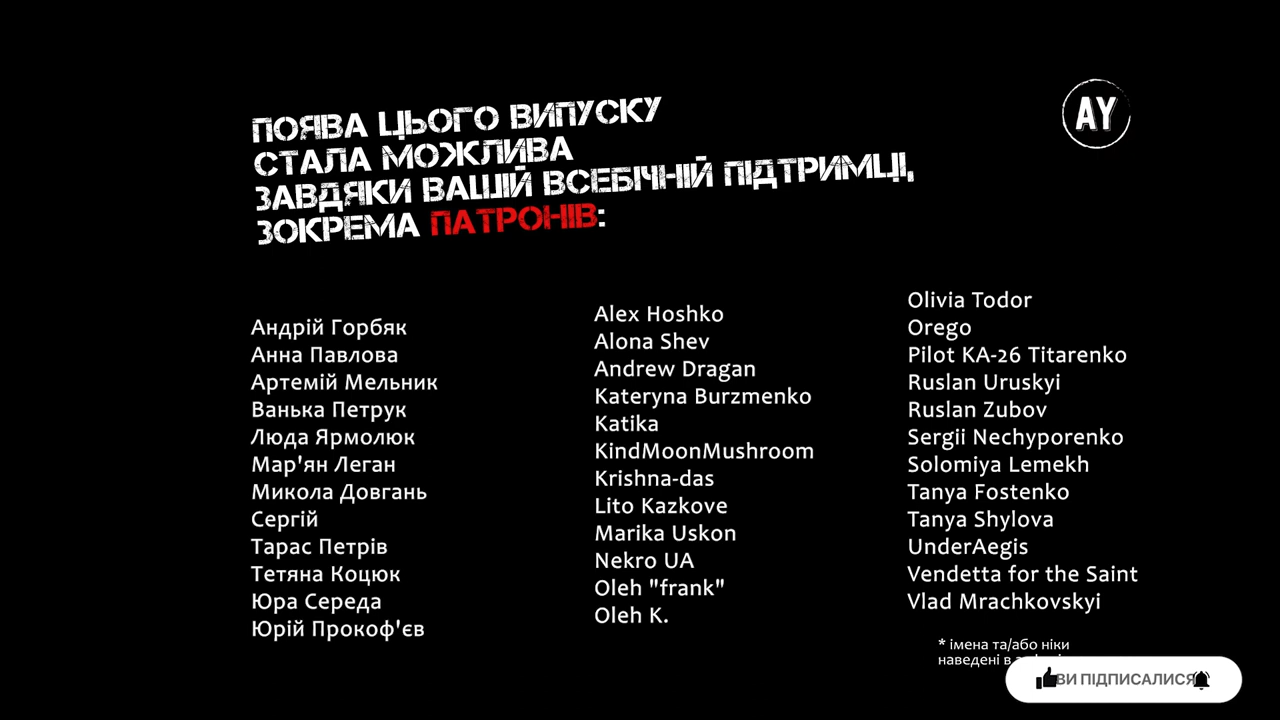 ПОЯВА ЦЬОГО ВИПУСКУ
СТАЛА МОЖЛИВА
ЗАВДЯКИ ВАШІЙ ВСЕБІЧНІЙ ПІДТРИМЦІ,
ЗОКРЕМА ПАТРОНІВ:
AY
Андрій Горбяк
Анна Павлова
Артемій Мельник
Ванька Петрук
Люда Ярмолюк
Мар'ян Леган
Микола Довгань
Сергій
Тарас Петрів
Тетяна Коцюк
Юра Середа
Юрій Прокоф'єв
Alex Hoshko
Alona Shev
Andrew Dragan
Kateryna Burzmenko
Katika
KindMoonMushroom
Krishna-das
Lito Kazkove
Marika Uskon
Nekro UA
Oleh "frank"
Oleh K.
Olivia Todor
Orego
Pilot KA-26 Titarenko
Ruslan Uruskyi
Ruslan Zubov
Sergii Nechyporenko
Solomiya Lemekh
Tanya Fostenko
Tanya Shylova
UnderAegis
Vendetta for the Saint
Vlad Mrachkovskyi
* імена та/або ніки
наведені в
ВИ ПІДПИСАЛИСЯ